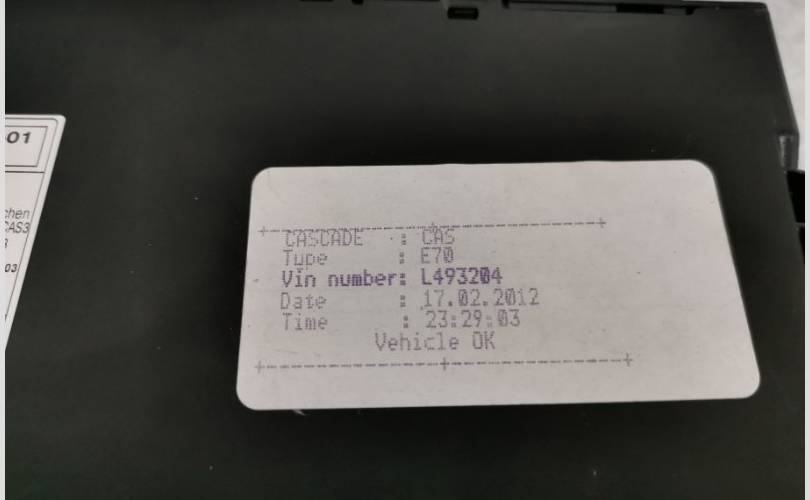 01
chen
CAS3
03
+------------------+------------------+
CASCADE : CAS
Type : E70
Vin number: L493204
Date : 17.02.2012
Time : 23:29:03
Vehicle OK
+------------------+------------------+